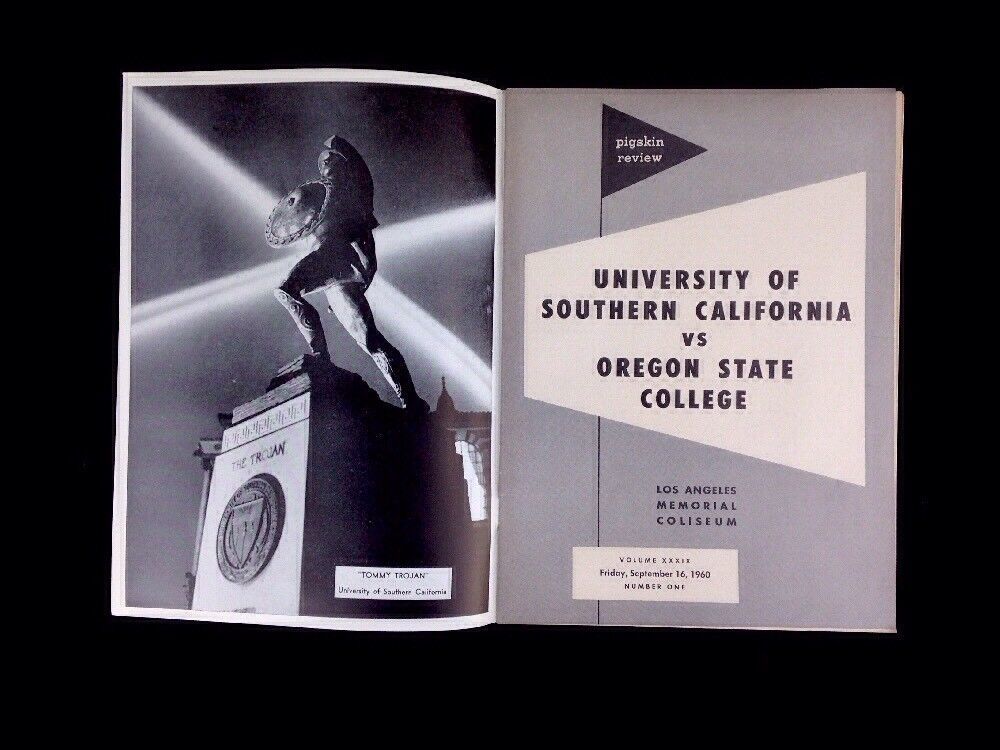 THE TROJAN
"TOMMY TROJAN"
University of Southern California
pigskin
review
UNIVERSITY OF
SOUTHERN CALIFORNIA
VS
OREGON STATE
COLLEGE
LOS ANGELES
MEMORIAL
COLISEUM
VOLUME XXXIX
Friday, September 16, 1960
NUMBER ONE